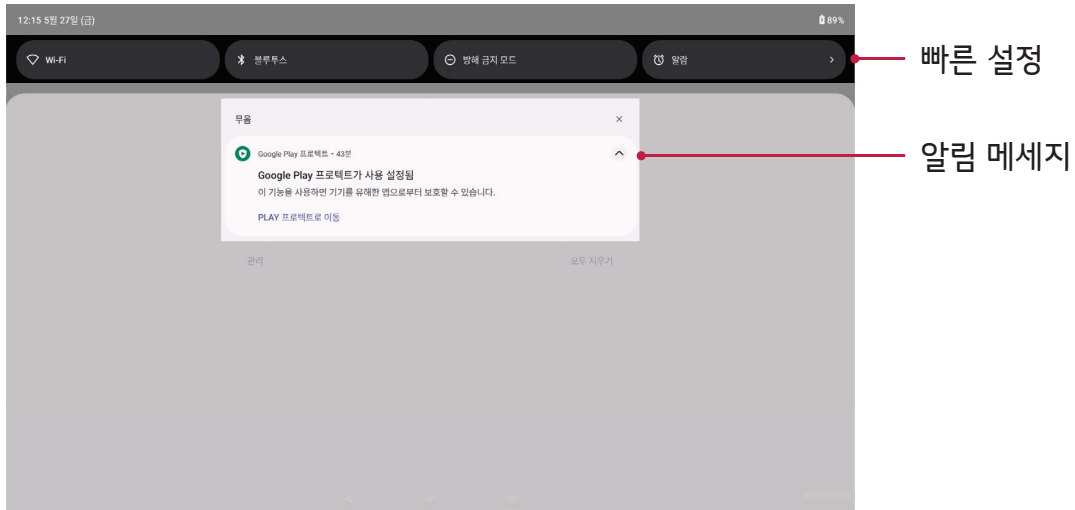 12:15 5월 27일 (금) 89%
Wi-Fi 블루투스 방해 금지 모드 알람
빠른 설정
무음
Google Play 프로텍트 • 43분
알림 메세지
Google Play 프로텍트가 사용 설정됨
이 기능을 사용하면 기기를 유해한 앱으로부터 보호할 수 있습니다.
PLAY 프로텍트로 이동
관리 모두 지우기